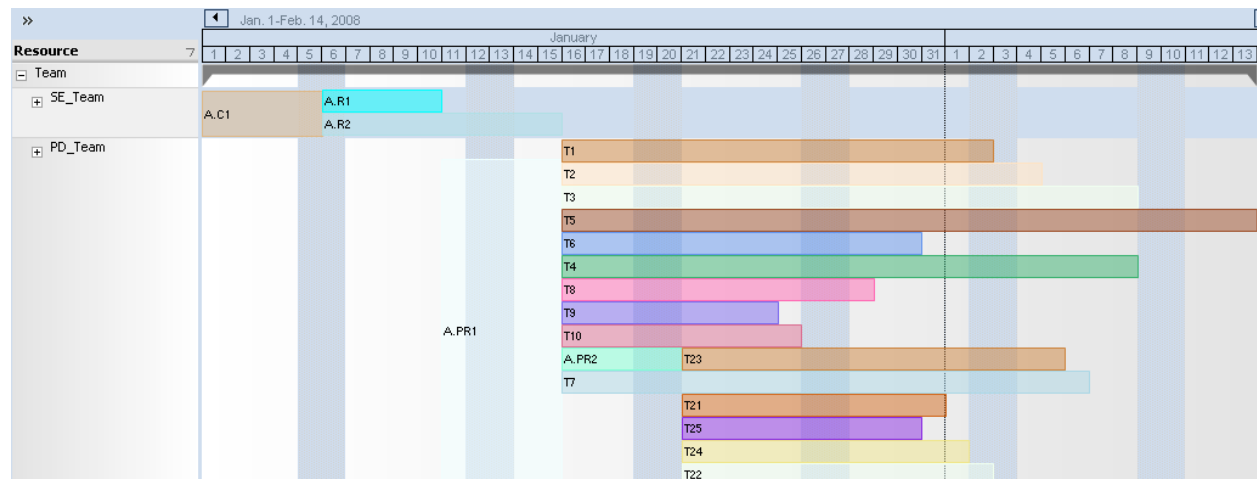 » Jan. 1-Feb. 14, 2008
January
Resource 1 2 3 4 5 6 7 8 9 10 11 12 13 14 15 16 17 18 19 20 21 22 23 24 25 26 27 28 29 30 31 1 2 3 4 5 6 7 8 9 10 11 12 13
Team
SE_Team
A.R1
A.C1
A.R2
PD_Team
T1
T2
T3
T5
T6
T4
T8
T9
A.PR1
T10
A.PR2 T23
T7
T21
T25
T24
T22